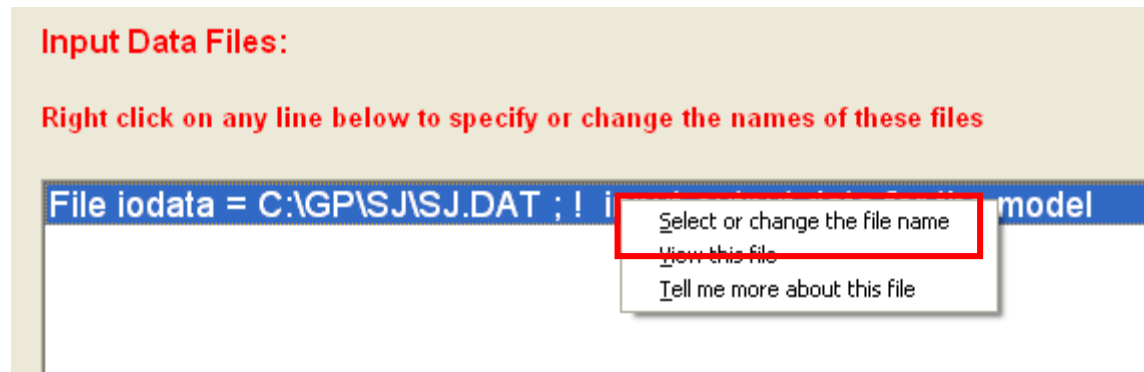 Input Data Files:
Right click on any line below to specify or change the names of these files
File iodata = C:\GP\SJ\SJ.DAT ; ! model
Select or change the file name
View this file
Tell me more about this file